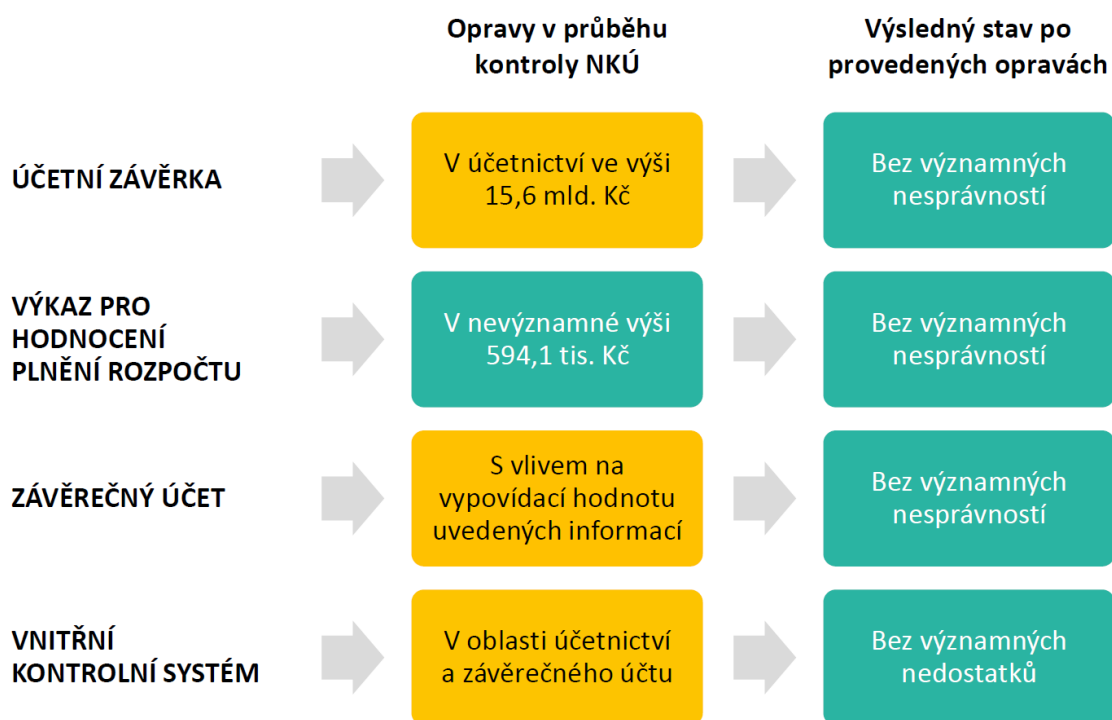 Opravy v průběhu
kontroly NKÚ
Výsledný stav po
provedených opravách
ÚČETNÍ ZÁVĚRKA
V účetnictví ve výši
15,6 mld. Kč
Bez významných
nesprávností
VÝKAZ PRO
HODNOCENÍ
PLNĚNÍ ROZPOČTU
V nevýznamné výši
594,1 tis. Kč
Bez významných
nesprávností
ZÁVĚREČNÝ ÚČET
S vlivem na
vypovídací hodnotu
uvedených informací
Bez významných
nesprávností
VNITŘNÍ
KONTROLNÍ SYSTÉM
V oblasti účetnictví
a závěrečného účtu
Bez významných
nedostatků